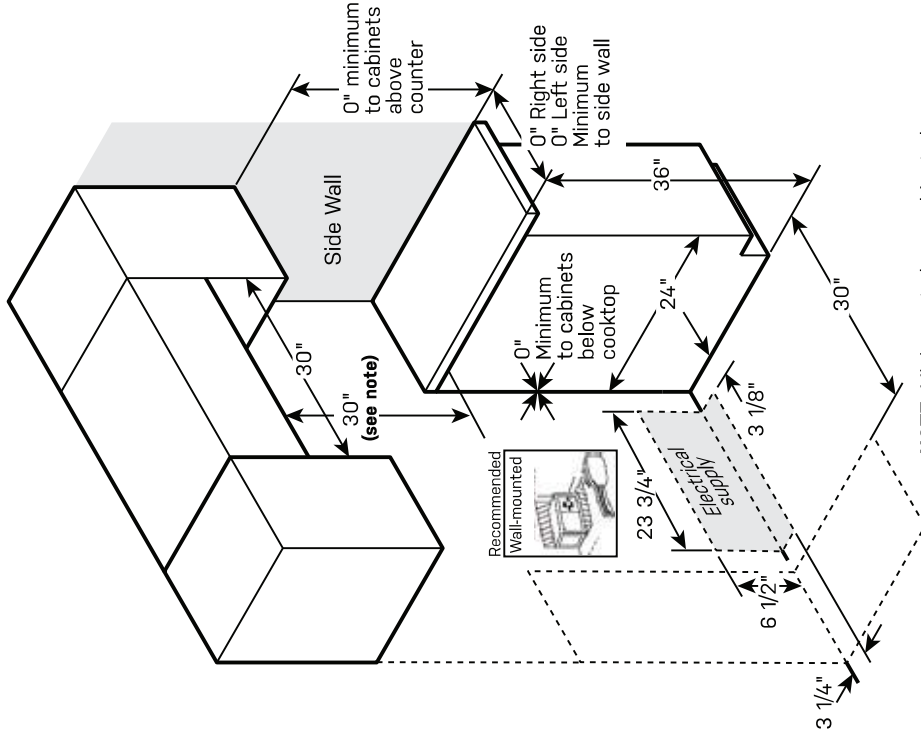 0" minimum
to cabinets
above
counter
Side Wall
0" Right side
0" Left side
Minimum
to side wall
30"
30"
(see note)
36"
0"
Minimum
to cabinets
below
cooktop
24"
30"
Recommended
Wall-mounted
23 3/4"
Electrical
supply
3 1/8"
6 1/2"
3 1/4"